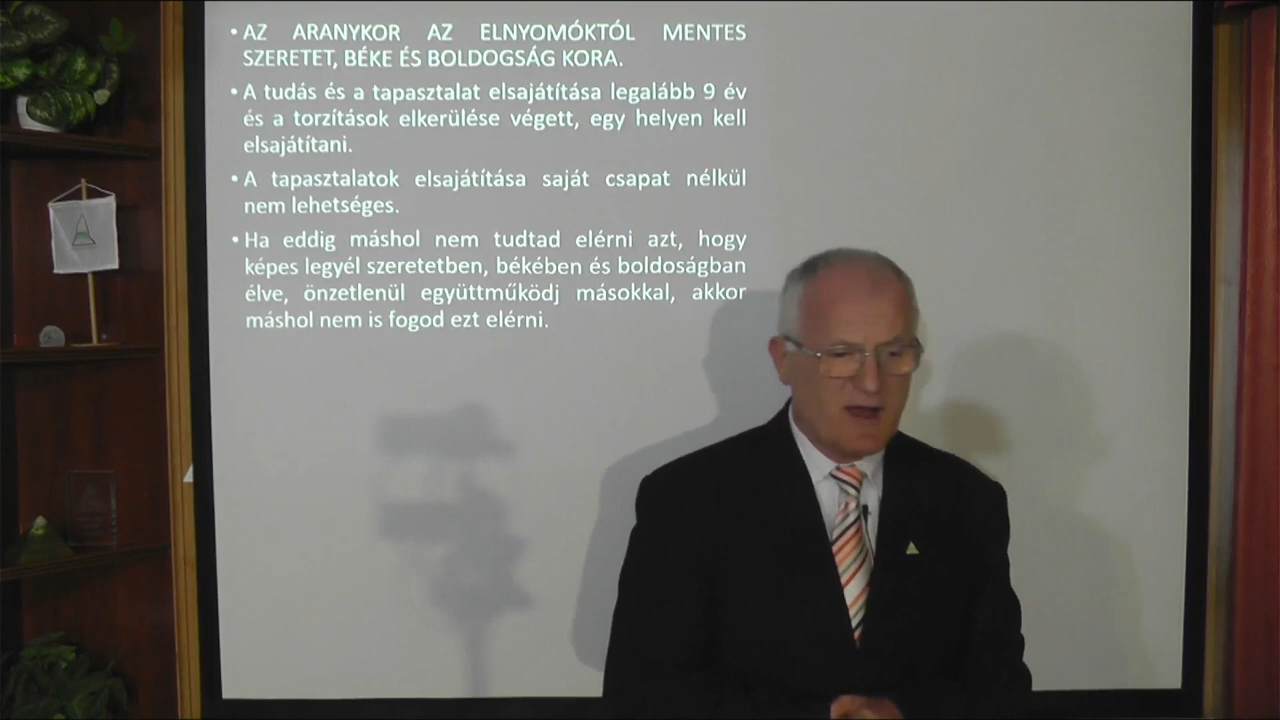 • AZ ARANYKOR AZ ELNYOMÓKTÓL MENTES
SZERETET, BÉKE ÉS BOLDOGSÁG KORA.
• A tudás és a tapasztalat elsajátítása legalább 9 év
és a torzítások elkerülése végett, egy helyen kell
elsajátítani.
• A tapasztalatok elsajátítása saját csapat nélkül
nem lehetséges.
• Ha eddig máshol nem tudtad elérni azt, hogy
képes legyél szeretetben, békében és boldoságban
élve, önzetlenül együttműködj másokkal, akkor
máshol nem is fogod ezt elérni.